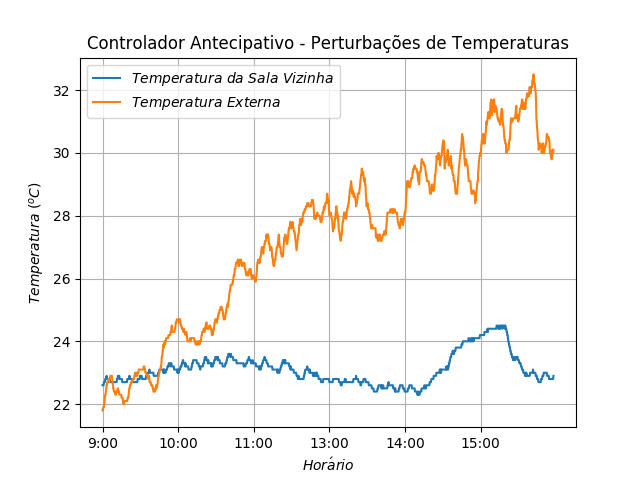 Controlador Antecipativo - Perturbações de Temperaturas
Temperatura da Sala Vizinha
Temperatura Externa
Temperatura (ºC)
32
30
28
26
24
22
9:00 10:00 11:00 13:00 14:00 15:00
Horário